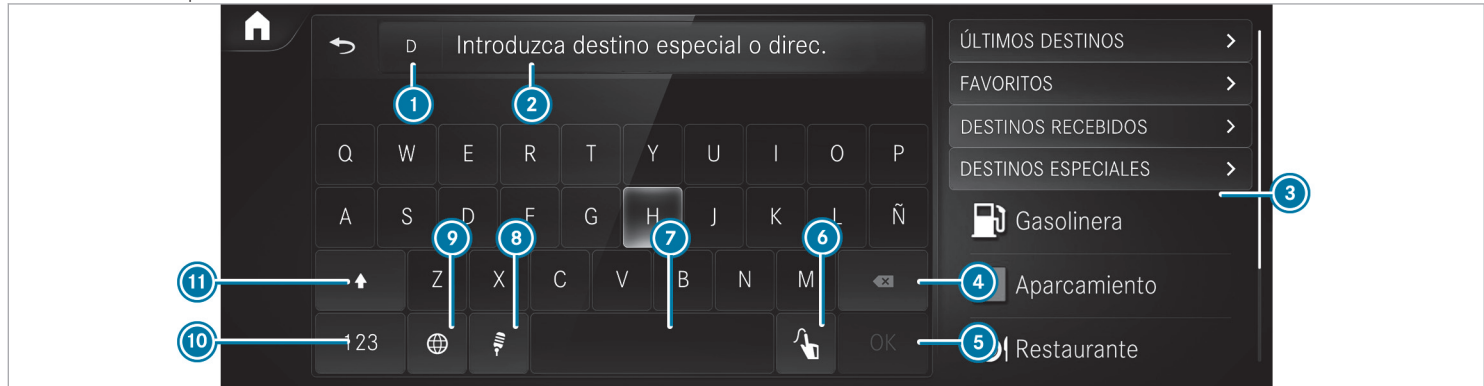 D Introduzca destino especial o direc.
1 2
Q W E R T Y U I O P
A S D F G H J K L Ñ
9 8 7 6
11 Z X C V B N M 4
10 123 OK 5
ÚLTIMOS DESTINOS
FAVORITOS
DESTINOS RECEBIDOS
DESTINOS ESPECIALES
3
Gasolinera
Aparcamiento
Restaurante